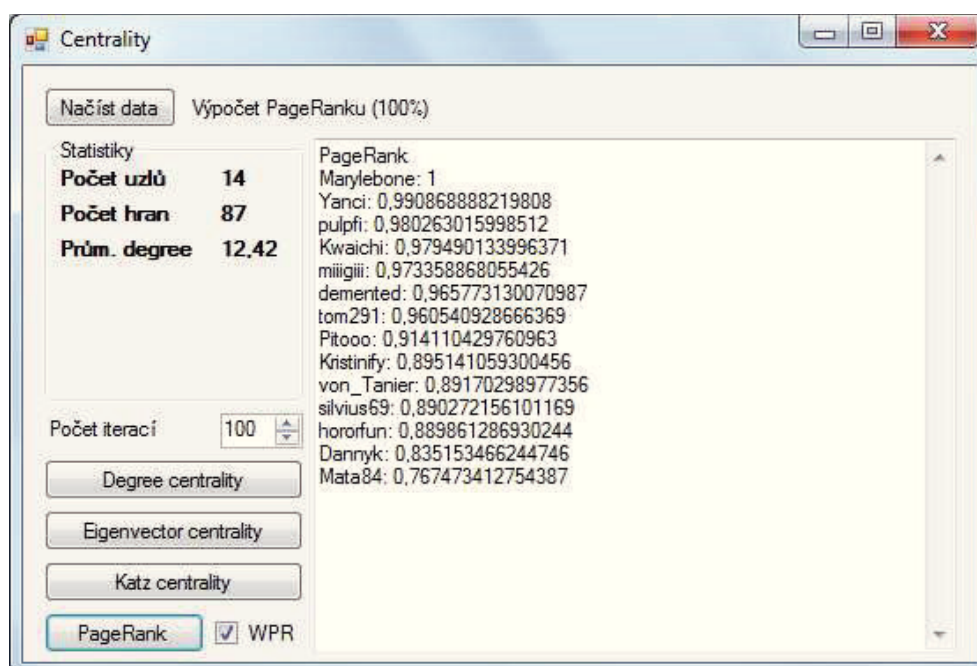 Centrality
Načíst data Výpočet PageRanku (100%)
Statistiky
Počet uzlů 14
Počet hran 87
Prům. degree 12,42
PageRank
Marylebone: 1
Yanci: 0,990868888219808
pulpfi: 0,980263015998512
Kwaichi: 0,979490133996371
miiigiii: 0,973358868055426
demented: 0,965773130070987
tom291: 0,960540928666369
Pitooo: 0,914110429760963
Kristinify: 0,895141059300456
von_Tanier: 0,89170298977356
silvius69: 0,890272156101169
hororfun: 0,889861286930244
Dannyk: 0,835153466244746
Mata84: 0,767473412754387
Počet iterací 100
Degree centrality
Eigenvector centrality
Katz centrality
PageRank WPR